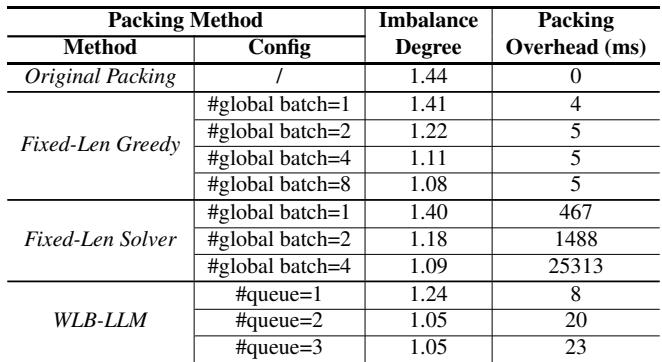 Packing Method Imbalance Packing
Method Config Degree Overhead (ms)
Original Packing / 1.44 0
#global batch=1 1.41 4
#global batch=2 1.22 5
Fixed-Len Greedy
#global batch=4 1.11 5
#global batch=8 1.08 5
#global batch=1 1.40 467
Fixed-Len Solver #global batch=2 1.18 1488
#global batch=4 1.09 25313
#queue=1 1.24 8
WLB-LLM #queue=2 1.05 20
#queue=3 1.05 23